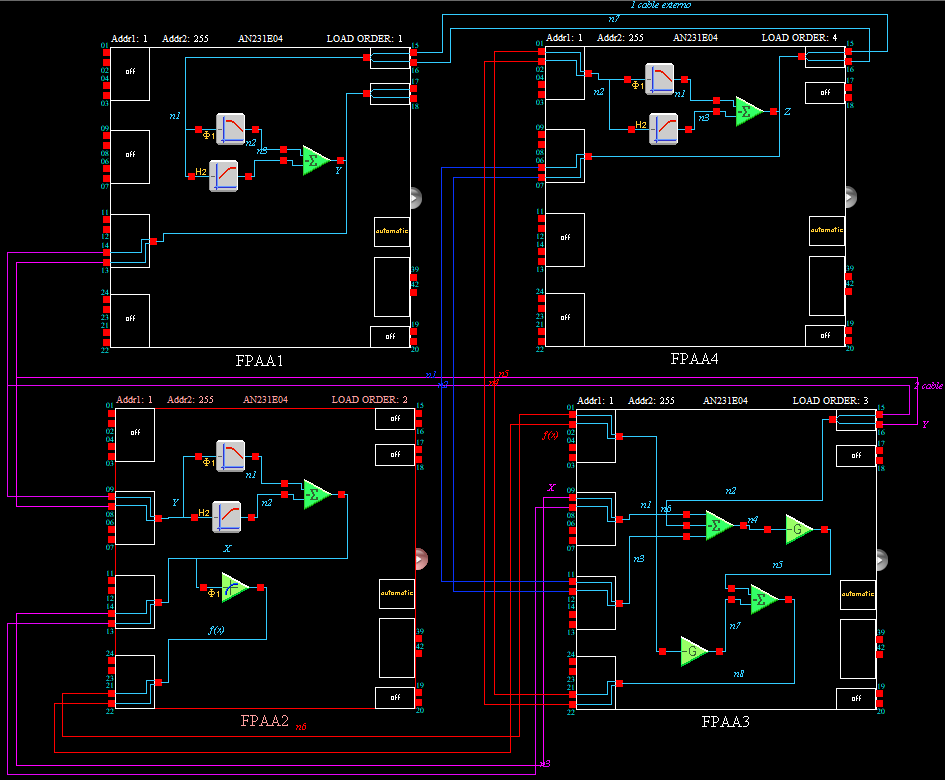 1 cable externo
n7
Addr1: 1 Addr2: 255 AN231E04 LOAD ORDER: 1
01
02
04
03
off
15
16
17
18
n1
09
08
06
07
off
Φ1
n2
n3
H2
-Σ
Y
11
12
14
13
automatic
39
42
24
23
21
22
off
off
19
20
FPAA1
Addr1: 1 Addr2: 255 AN231E04 LOAD ORDER: 4
01
02
04
03
15
16
17
18
off
n2
Φ1
n1
n3
H2
-Σ
Z
09
08
06
07
11
12
14
13
off
automatic
39
42
24
23
21
22
off
off
19
20
FPAA4
n1
n3
2 cable
Y
Addr1: 1 Addr2: 255 AN231E04 LOAD ORDER: 2
01
02
04
03
off
off
15
16
17
18
off
Φ1
n1
n2
H2
-Σ
Y
09
08
06
07
X
11
12
14
13
Φ1
f(x)
automatic
39
42
24
23
21
22
off
19
20
FPAA2
n6
Addr1: 1 Addr2: 255 AN231E04 LOAD ORDER: 3
01
02
04
03
f(x)
15
16
17
18
off
X
09
08
06
07
n1
n2
n6
-Σ
n4
-G
n3
n5
11
12
14
13
-Σ
n7
-G
n8
automatic
39
42
24
23
21
22
off
19
20
FPAA3
n3